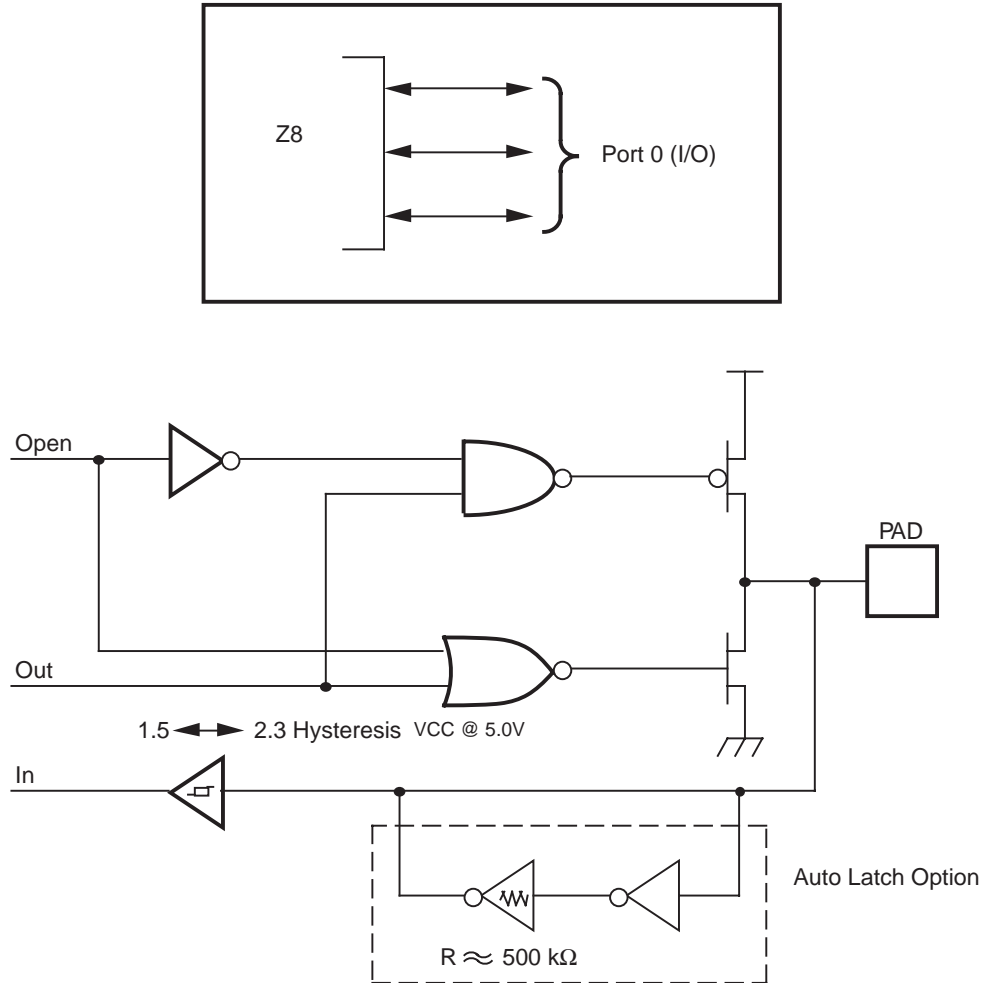 Z8
Port 0 (I/O)
Open
PAD
Out
1.5 2.3 Hysteresis VCC @ 5.0V
In
Auto Latch Option
R ≈ 500 kΩ